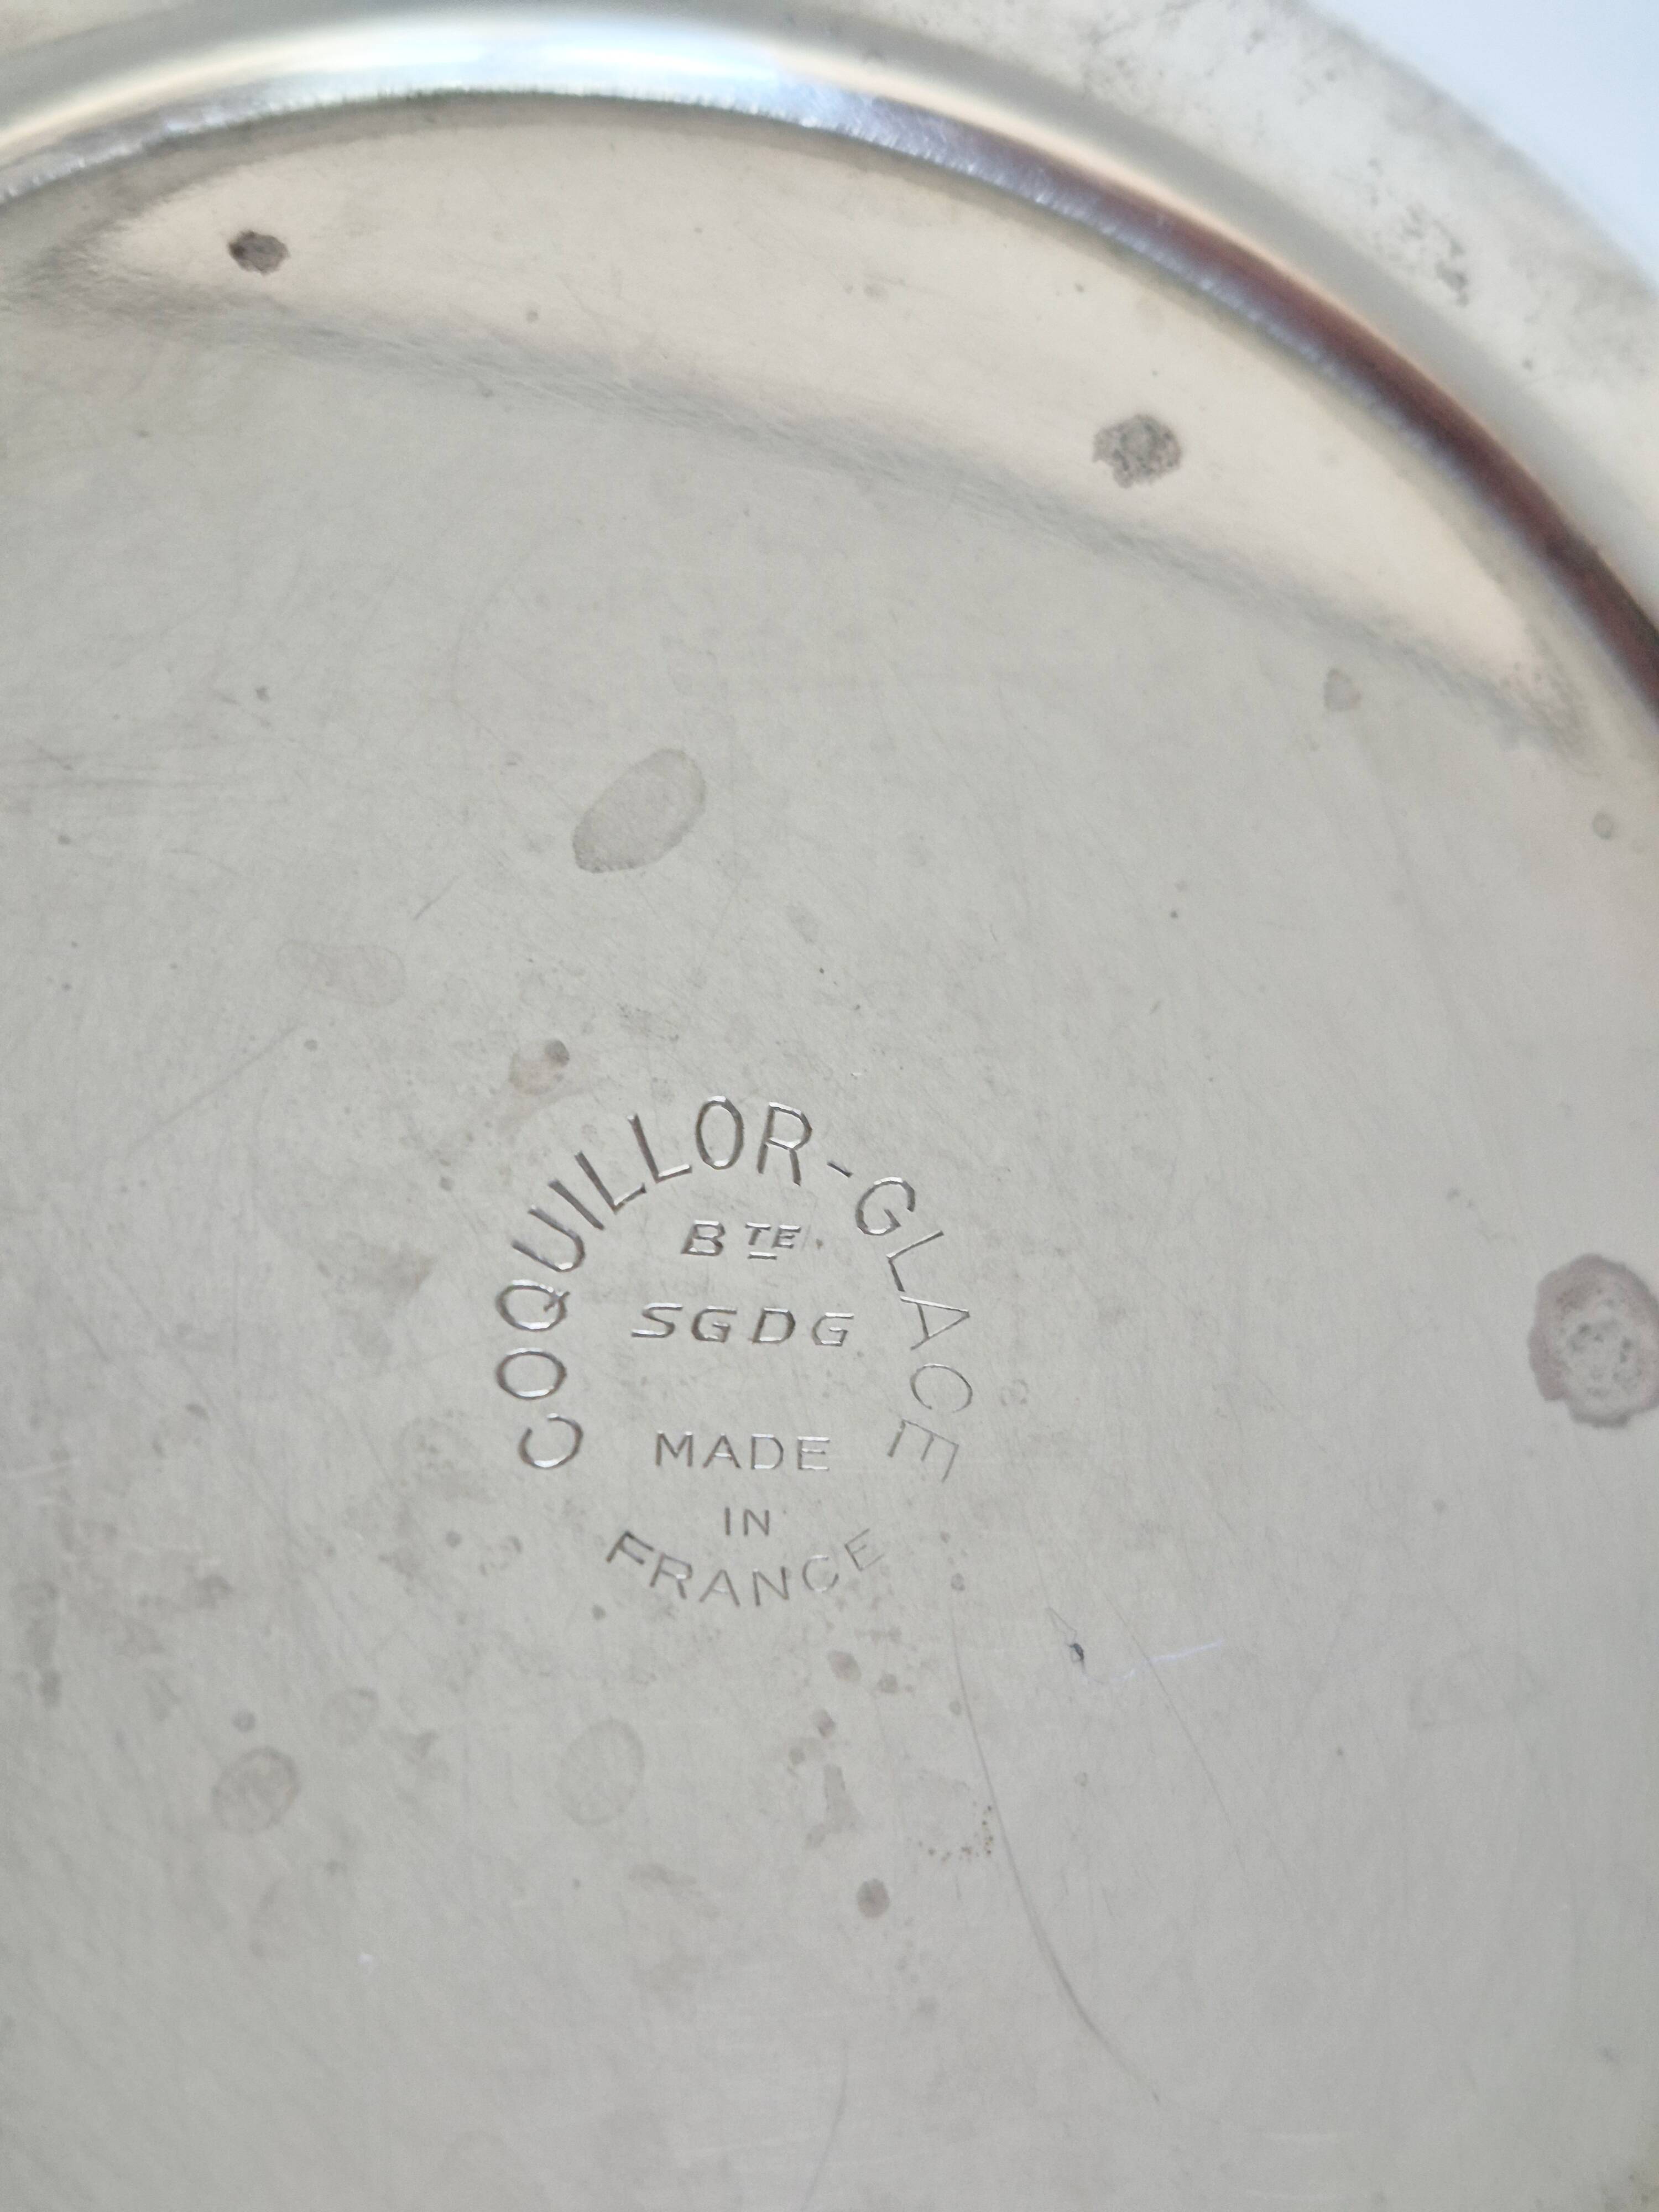 COQUILLOR-GLACE
BTE
SGDG
MADE
IN
FRANCE